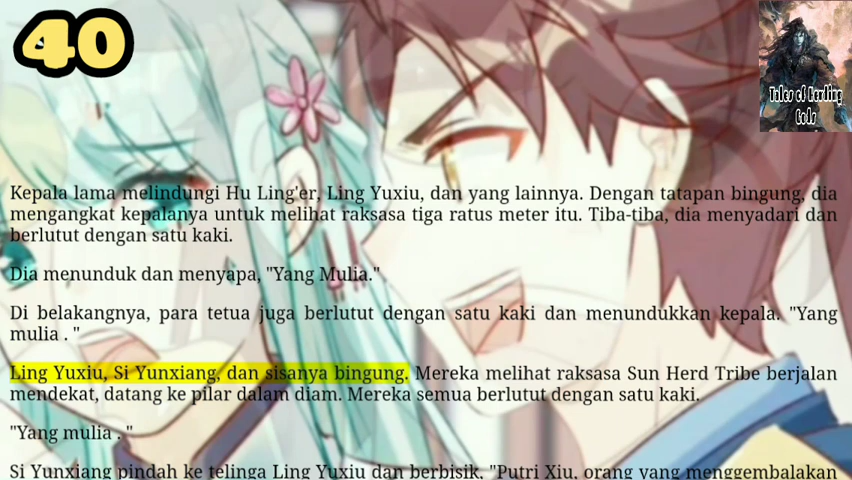 40
Tales of Herding
Gods
Kepala lama melindungi Hu Ling'er, Ling Yuxiu, dan yang lainnya. Dengan tatapan bingung, dia
mengangkat kepalanya untuk melihat raksasa tiga ratus meter itu. Tiba-tiba, dia menyadari dan
berlutut dengan satu kaki.
Dia menunduk dan menyapa, "Yang Mulia."
Di belakangnya, para tetua juga berlutut dengan satu kaki dan menundukkan kepala. "Yang
mulia . "
Ling Yuxiu, Si Yunxiang, dan sisanya bingung. Mereka melihat raksasa Sun Herd Tribe berjalan
mendekat, datang ke pilar dalam diam. Mereka semua berlutut dengan satu kaki.
"Yang mulia . "
Si Yunxiang pindah ke telinga Ling Yuxiu dan berbisik, "Putri Xiu, orang yang menggembalakan